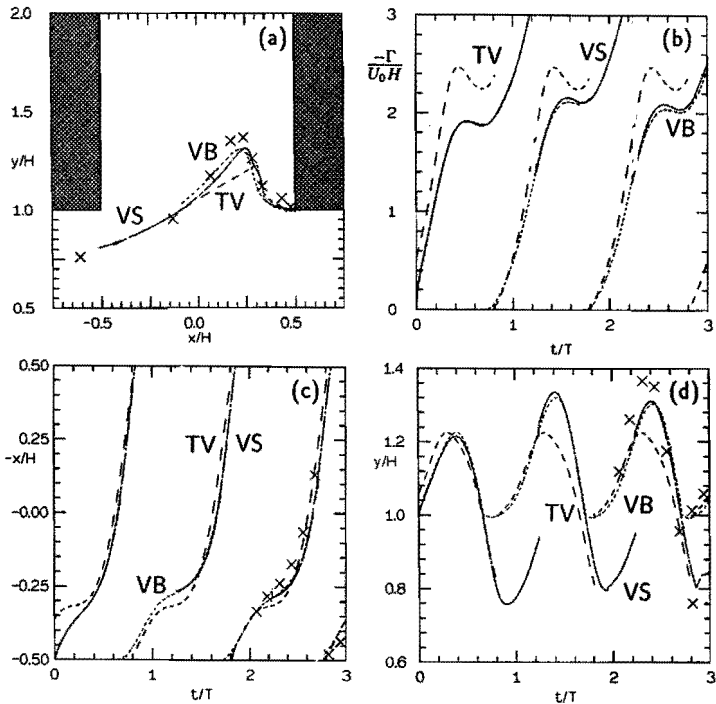 2.0
1.5
y/H
1.0
0.5
(a)
VB
VS
TV
−0.5
0.0
0.5
x/H
3
−Γ
U₀H
2
1
0
TV
VS
(b)
VB
0
1
2
3
t/T
0.50
0.25
−x/H
−0.00
−0.25
−0.50
(c)
TV
VS
VB
0
1
2
3
t/T
1.4
1.2
y/H
1.0
0.8
0.6
(d)
TV
VB
VS
0
1
2
3
t/T